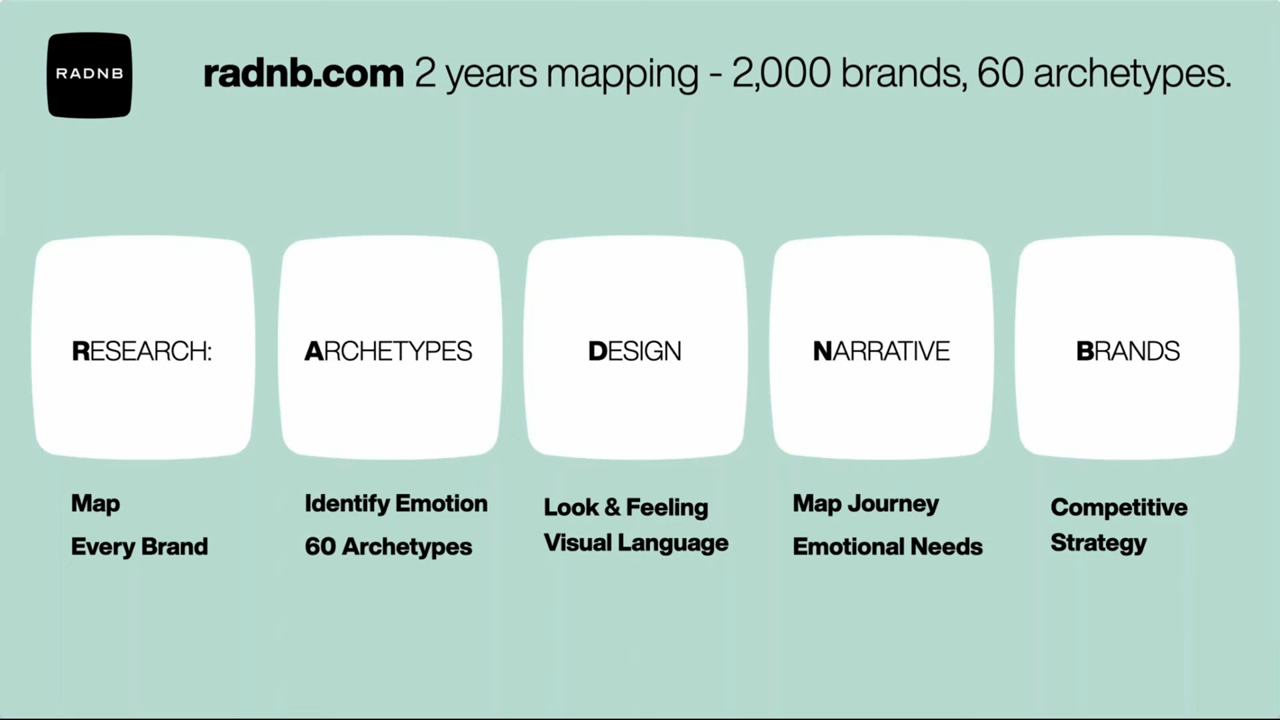 RADNB
radnb.com 2 years mapping - 2,000 brands, 60 archetypes.
RESEARCH:
ARCHETYPES
DESIGN
NARRATIVE
BRANDS
Map
Every Brand
Identify Emotion
60 Archetypes
Look & Feeling
Visual Language
Map Journey
Emotional Needs
Competitive
Strategy